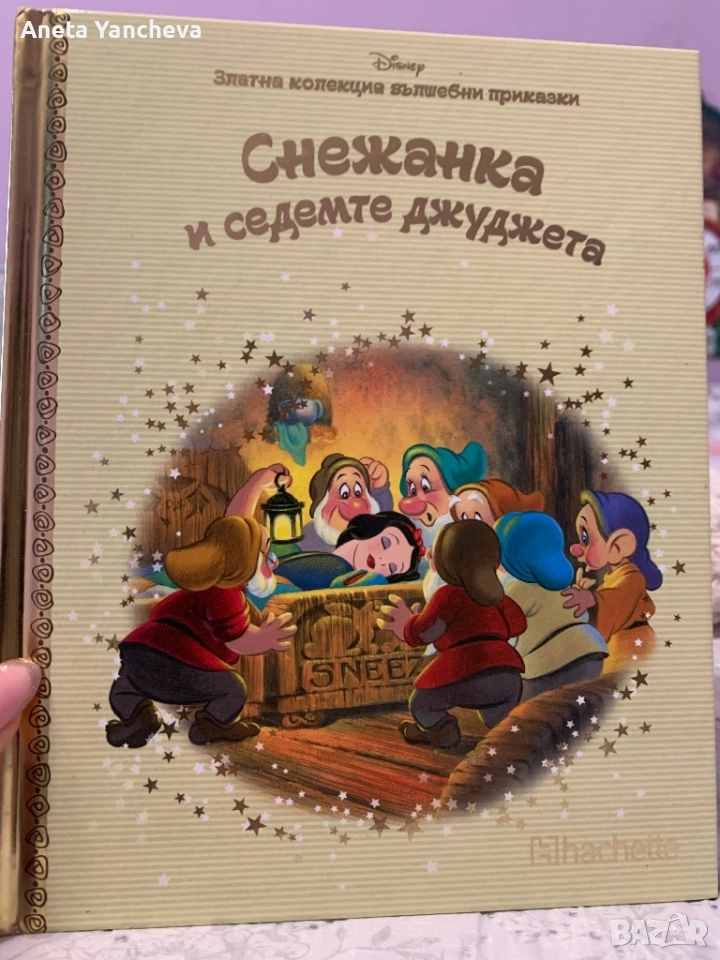 Aneta Yancheva
Disney
Златна колекция вълшебни приказки
Снежанка
и седемте джуджета
SNEEZ
hachette
BAZAR